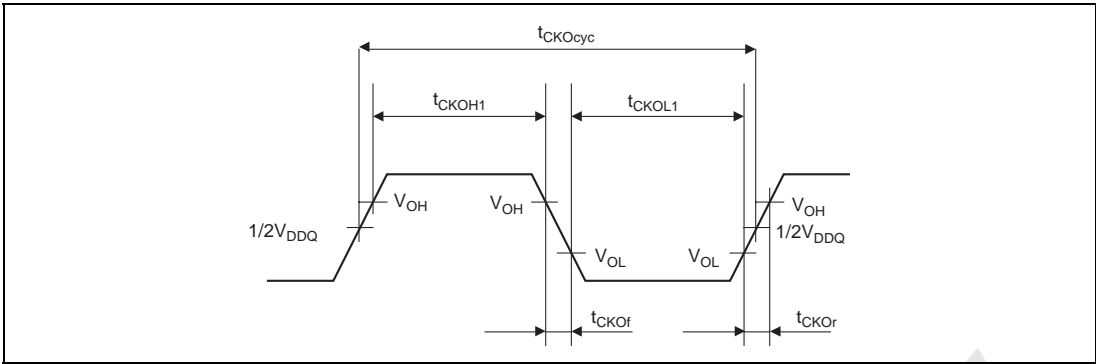 tCKOcyc
tCKOH1
tCKOL1
VOH
VOH
VOH
1/2VDDQ
1/2VDDQ
VOL
VOL
tCKOf
tCKOr